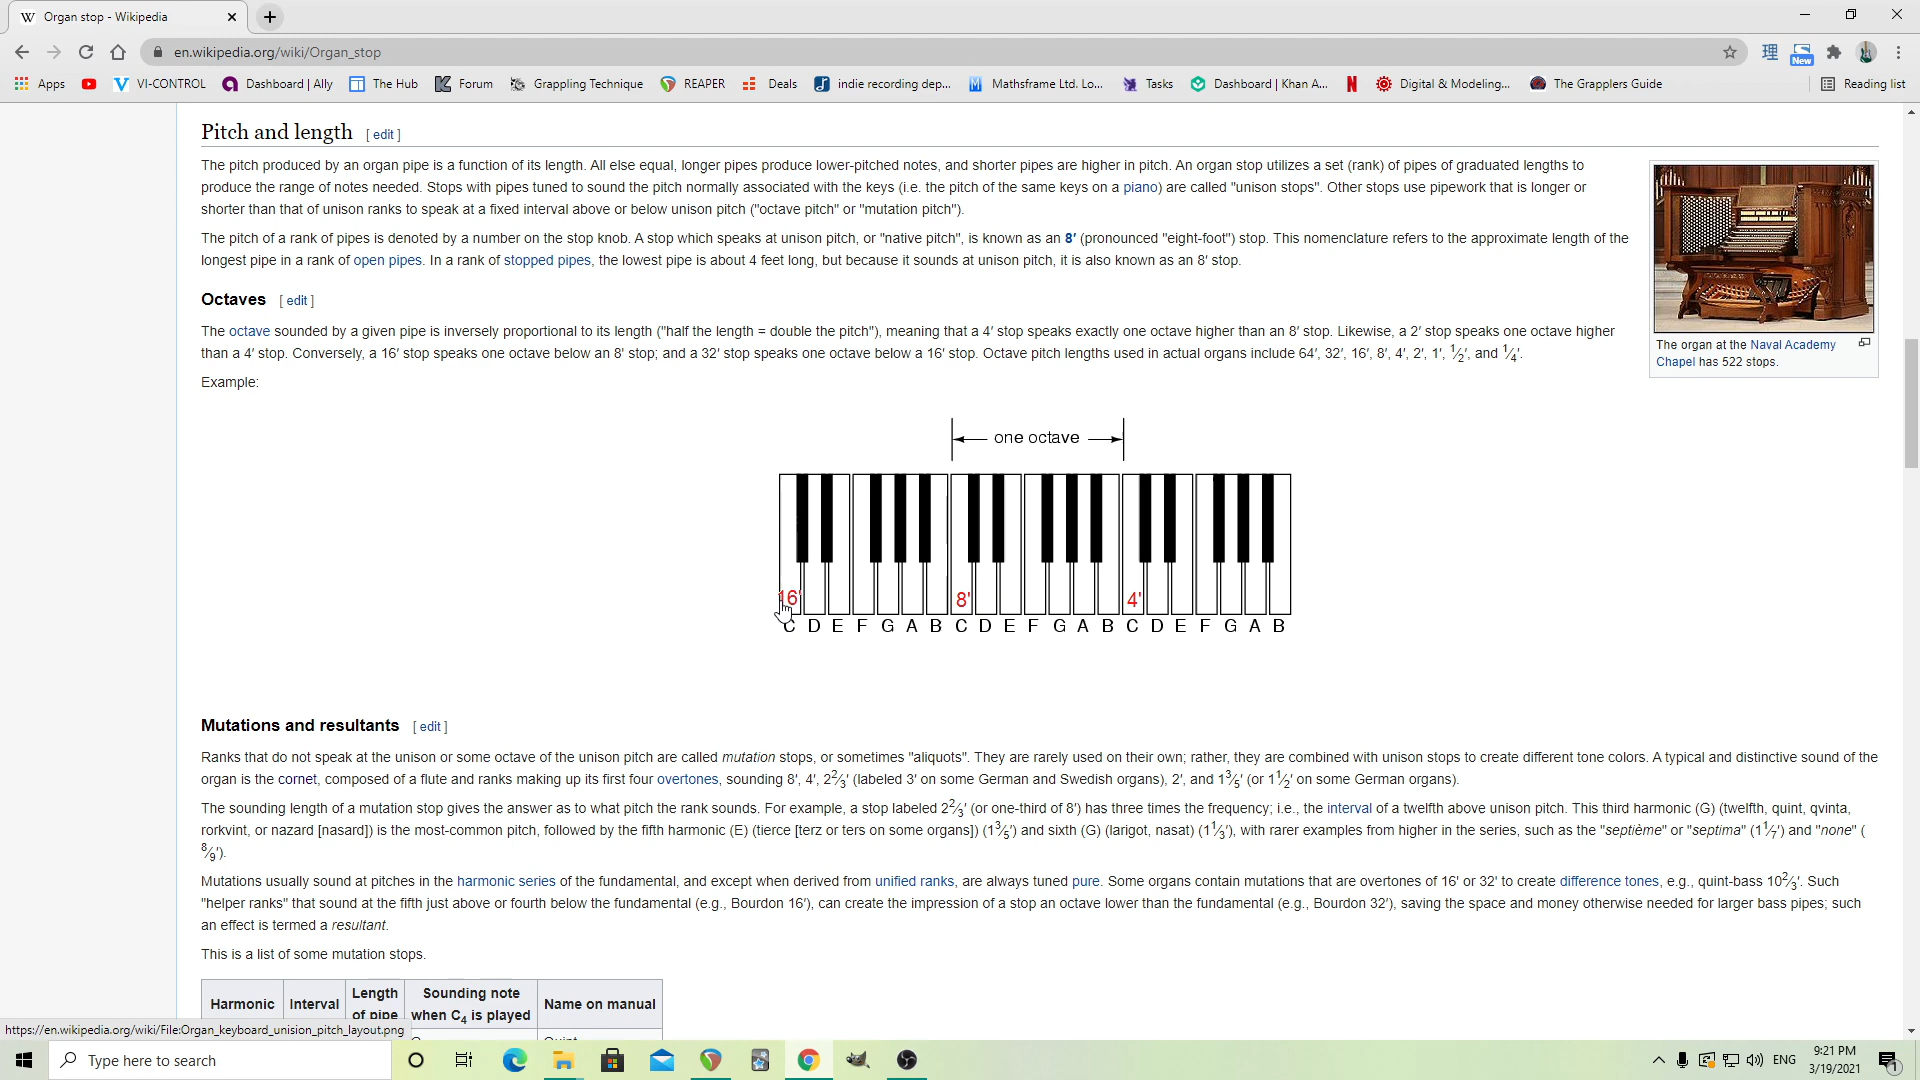 Organ stop - Wikipedia
en.wikipedia.org/wiki/Organ_stop
New
Apps VI-CONTROL Dashboard | Ally The Hub Forum Grappling Technique REAPER Deals indie recording dep... Mathsframe Ltd. Lo... Tasks Dashboard | Khan A... Digital & Modeling... The Grapplers Guide Reading list
Pitch and length [ edit ]
The pitch produced by an organ pipe is a function of its length. All else equal, longer pipes produce lower-pitched notes, and shorter pipes are higher in pitch. An organ stop utilizes a set (rank) of pipes of graduated lengths to
produce the range of notes needed. Stops with pipes tuned to sound the pitch normally associated with the keys (i.e. the pitch of the same keys on a piano) are called "unison stops". Other stops use pipework that is longer or
shorter than that of unison ranks to speak at a fixed interval above or below unison pitch ("octave pitch" or "mutation pitch").
The pitch of a rank of pipes is denoted by a number on the stop knob. A stop which speaks at unison pitch, or "native pitch", is known as an 8′ (pronounced "eight-foot") stop. This nomenclature refers to the approximate length of the
longest pipe in a rank of open pipes. In a rank of stopped pipes, the lowest pipe is about 4 feet long, but because it sounds at unison pitch, it is also known as an 8′ stop.
The organ at the Naval Academy
Chapel has 522 stops.
Octaves [ edit ]
The octave sounded by a given pipe is inversely proportional to its length ("half the length = double the pitch"), meaning that a 4′ stop speaks exactly one octave higher than an 8′ stop. Likewise, a 2′ stop speaks one octave higher
than a 4′ stop. Conversely, a 16′ stop speaks one octave below an 8' stop; and a 32′ stop speaks one octave below a 16′ stop. Octave pitch lengths used in actual organs include 64′, 32′, 16′, 8′, 4′, 2′, 1′, 1⁄2′, and 1⁄4′.
Example:
one octave
16' 8' 4'
C D E F G A B C D E F G A B C D E F G A B
Mutations and resultants [ edit ]
Ranks that do not speak at the unison or some octave of the unison pitch are called mutation stops, or sometimes "aliquots". They are rarely used on their own; rather, they are combined with unison stops to create different tone colors. A typical and distinctive sound of the
organ is the cornet, composed of a flute and ranks making up its first four overtones, sounding 8′, 4′, 2 2⁄3′ (labeled 3′ on some German and Swedish organs), 2′, and 1 3⁄5′ (or 1 1⁄2′ on some German organs).
The sounding length of a mutation stop gives the answer as to what pitch the rank sounds. For example, a stop labeled 2 2⁄3′ (or one-third of 8′) has three times the frequency; i.e., the interval of a twelfth above unison pitch. This third harmonic (G) (twelfth, quint, qvinta,
rorkvint, or nazard [nasard]) is the most-common pitch, followed by the fifth harmonic (E) (tierce [terz or ters on some organs]) (1 3⁄5′) and sixth (G) (larigot, nasat) (1 1⁄3′), with rarer examples from higher in the series, such as the "septième" or "septima" (1 1⁄7′) and "none" (
8⁄9′).
Mutations usually sound at pitches in the harmonic series of the fundamental, and except when derived from unified ranks, are always tuned pure. Some organs contain mutations that are overtones of 16′ or 32′ to create difference tones, e.g., quint-bass 10 2⁄3′. Such
"helper ranks" that sound at the fifth just above or fourth below the fundamental (e.g., Bourdon 16′), can create the impression of a stop an octave lower than the fundamental (e.g., Bourdon 32′), saving the space and money otherwise needed for larger bass pipes; such
an effect is termed a resultant.
This is a list of some mutation stops.
Harmonic Interval Length of pipe Sounding note when C4 is played Name on manual
https://en.wikipedia.org/wiki/File:Organ_keyboard_unision_pitch_layout.png
Type here to search
ENG
9:21 PM
3/19/2021
1